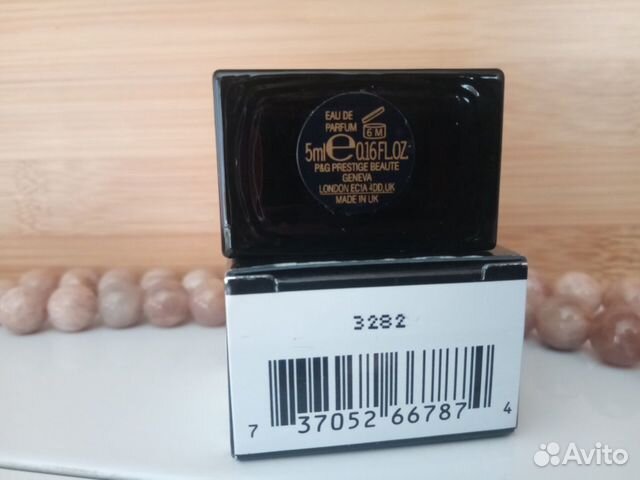 EAU DE
PARFUM
6 M
5ml e 0.16 FL.OZ.
P&G PRESTIGE BEAUTE
GENEVA
LONDON EC1A 4DD, UK
MADE IN UK
3282
7 37052 66787 4
Avito